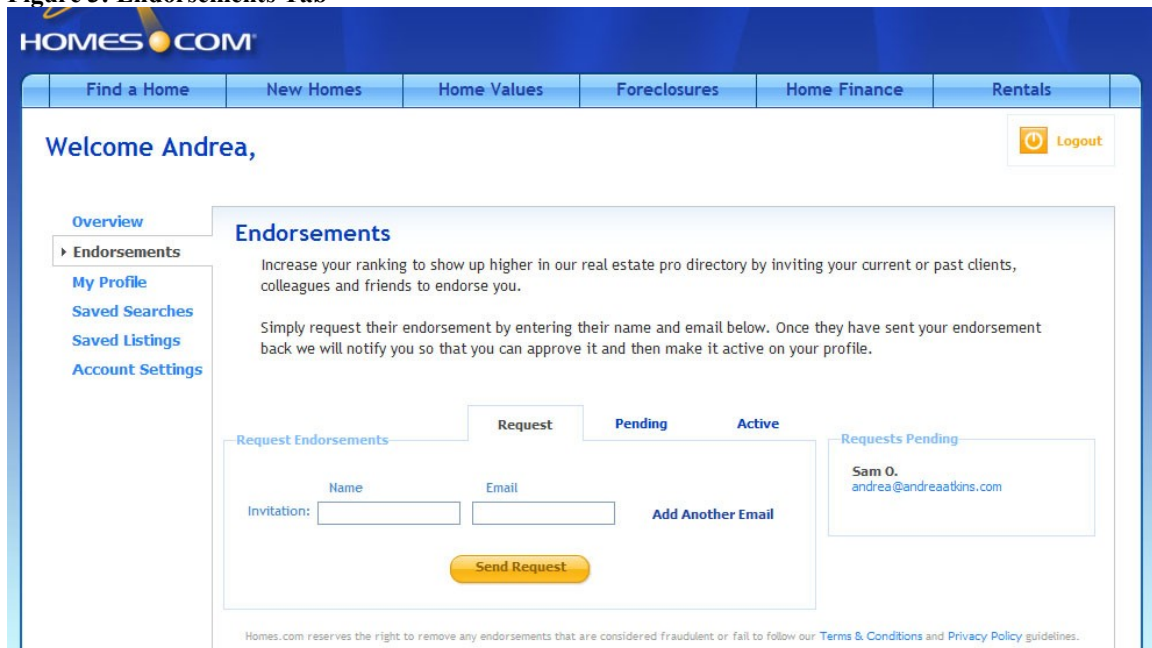 Figure 3: Endorsements Tab
HOMES COM
Find a Home New Homes Home Values Foreclosures Home Finance Rentals
Welcome Andrea,
Logout
Overview
Endorsements
My Profile
Saved Searches
Saved Listings
Account Settings
Endorsements
Increase your ranking to show up higher in our real estate pro directory by inviting your current or past clients,
colleagues and friends to endorse you.
Simply request their endorsement by entering their name and email below. Once they have sent your endorsement
back we will notify you so that you can approve it and then make it active on your profile.
Request Pending Active
Request Endorsements
Name Email
Invitation: Add Another Email
Send Request
Requests Pending
Sam O.
andrea@andreaatkins.com
Homes.com reserves the right to remove any endorsements that are considered fraudulent or fail to follow our Terms & Conditions and Privacy Policy guidelines.